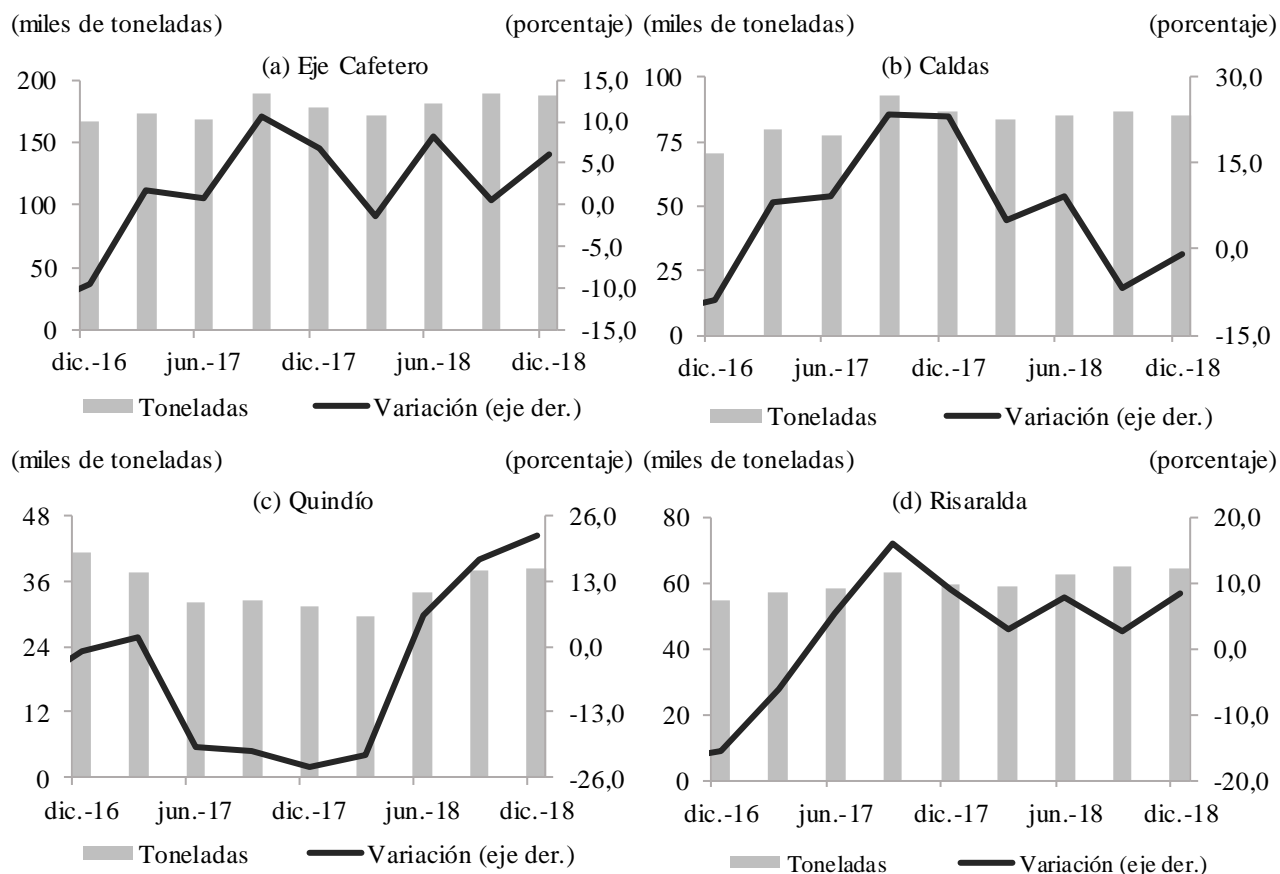 (miles de toneladas) (porcentaje) (miles de toneladas) (porcentaje)
(a) Eje Cafetero
200 15,0
10,0
150
5,0
100 0,0
-5,0
50
-10,0
0 -15,0
dic.-16 jun.-17 dic.-17 jun.-18 dic.-18
Toneladas Variación (eje der.)
(b) Caldas
100 30,0
75
15,0
50
0,0
25
0 -15,0
dic.-16 jun.-17 dic.-17 jun.-18 dic.-18
Toneladas Variación (eje der.)
(miles de toneladas) (porcentaje) (miles de toneladas) (porcentaje)
(c) Quindío
48 26,0
36 13,0
24 0,0
12 -13,0
0 -26,0
dic.-16 jun.-17 dic.-17 jun.-18 dic.-18
Toneladas Variación (eje der.)
(d) Risaralda
80 20,0
60 10,0
40 0,0
20 -10,0
0 -20,0
dic.-16 jun.-17 dic.-17 jun.-18 dic.-18
Toneladas Variación (eje der.)